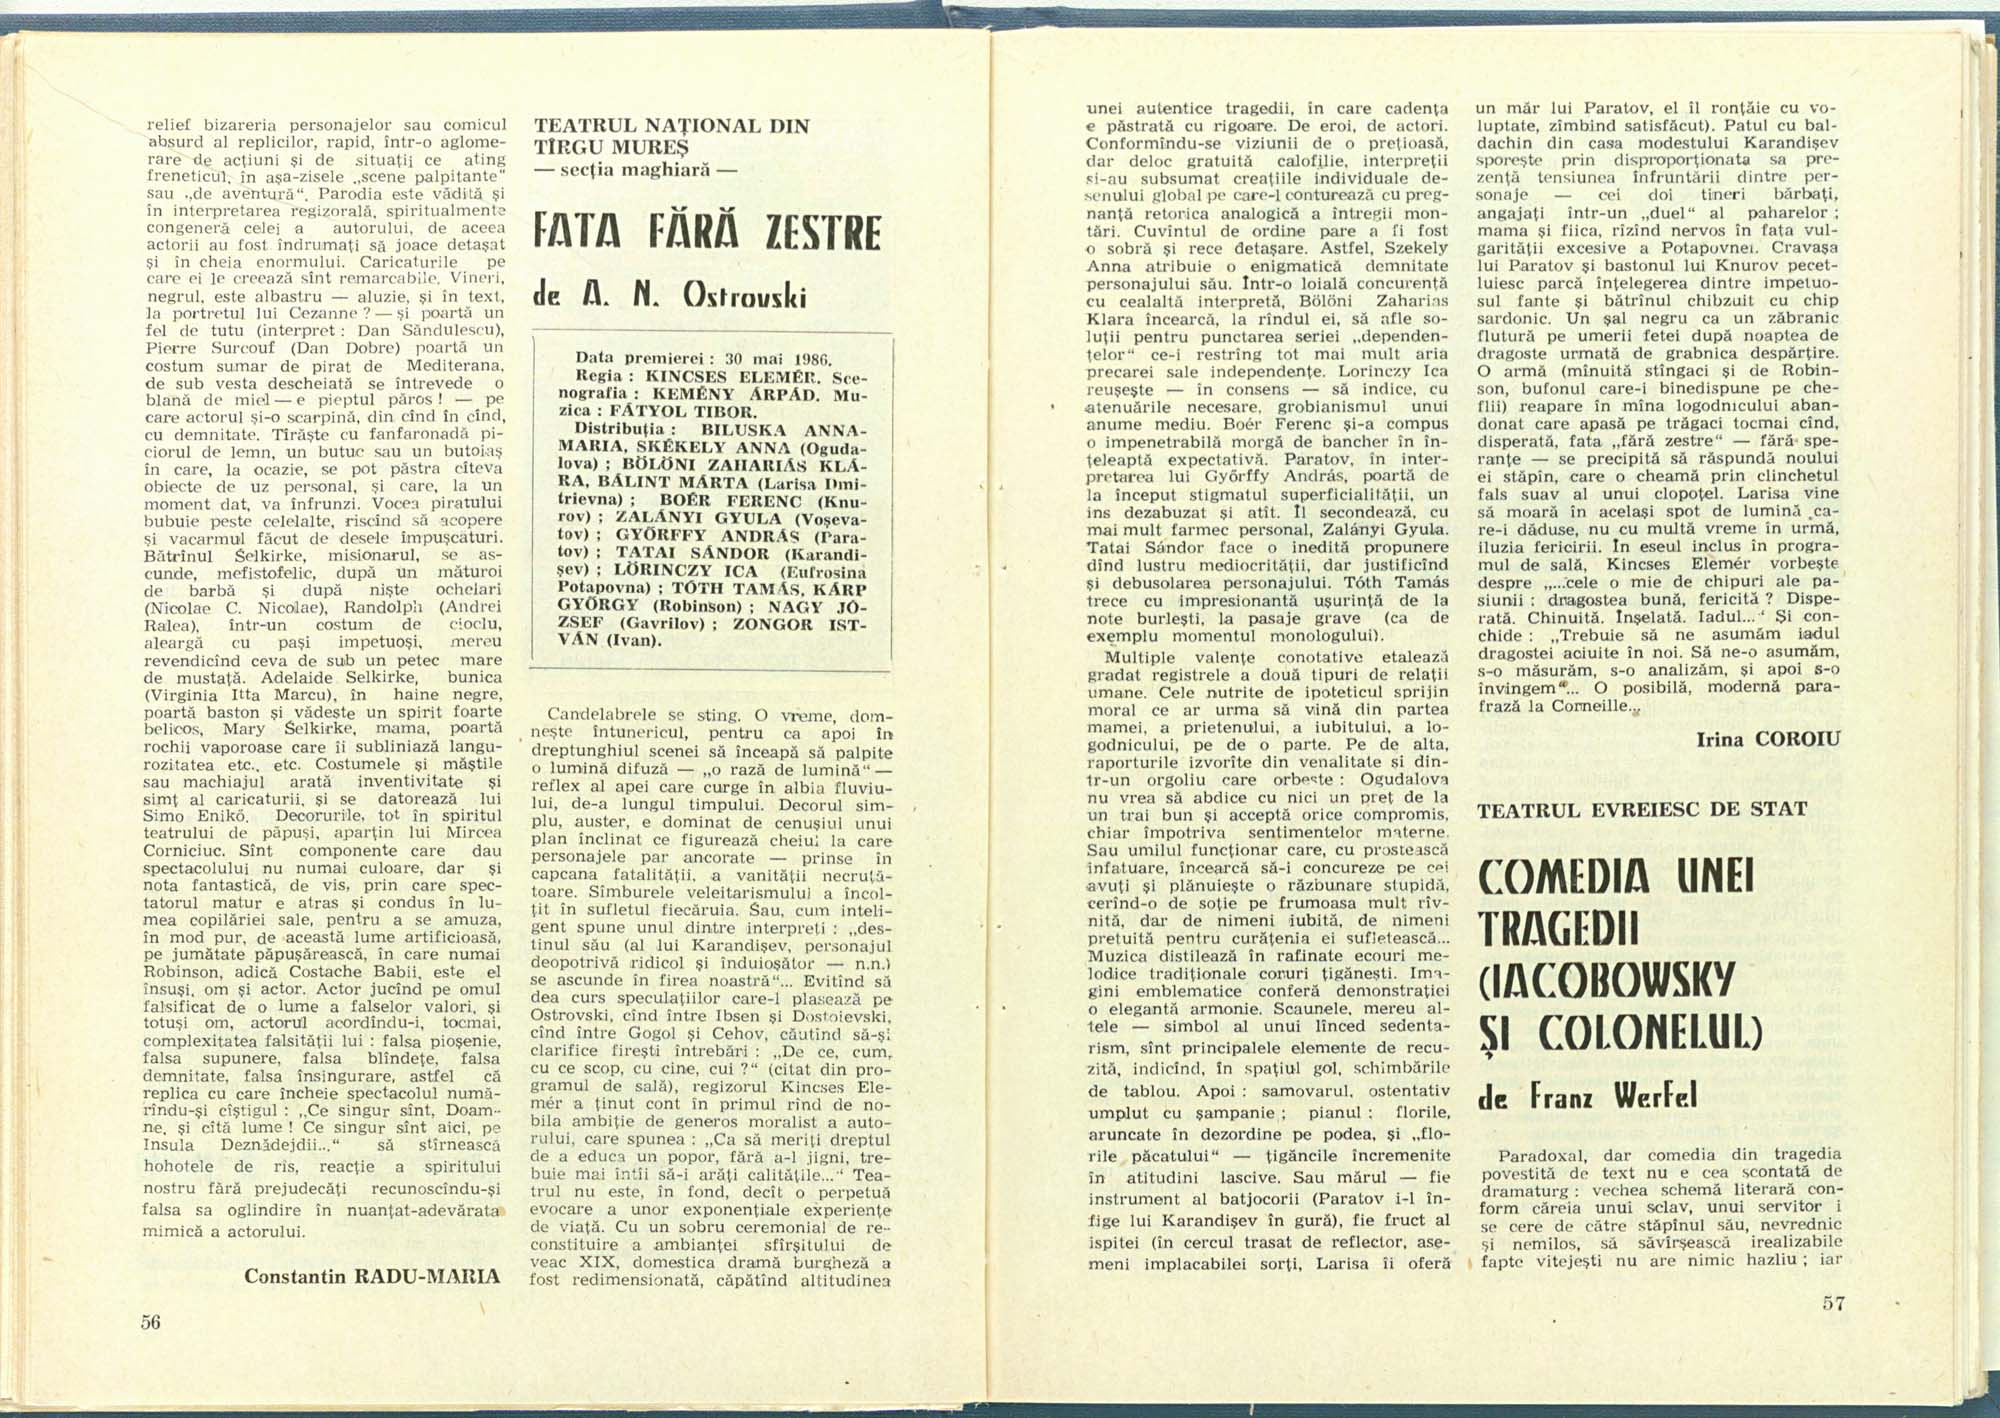 relief bizareria personajelor sau comicul
absurd al replicilor, rapid, într-o aglome-
rare de acțiuni și de situații ce ating
freneticul, în așa-zisele „scene palpitante"
sau „de aventură". Parodia este vădită și
în interpretarea regizorală, spiritualmente
congeneră celei a autorului, de aceea
actorii au fost îndrumați să joace detașat
și în cheia enormului. Caricaturile pe
care ei le creează sînt remarcabile. Vineri,
negrul, este albastru — aluzie, și în text,
la portretul lui Cezanne ? — și poartă un
fel de tutu (interpret : Dan Săndulescu),
Pierre Surcouf (Dan Dobre) poartă un
costum sumar de pirat de Mediterana,
de sub vesta descheiată se întrevede o
blană de miel — e pieptul păros ! — pe
care actorul și-o scarpină, din cînd în cînd,
cu demnitate. Tîrăște cu fanfaronadă pi-
ciorul de lemn, un butuc sau un butoiaș
în care, la ocazie, se pot păstra cîteva
obiecte de uz personal, și care, la un
moment dat, va înfrunzi. Vocea piratului
bubuie peste celelalte, riscînd să acopere
și vacarmul făcut de desele împușcături.
Bătrînul Selkirke, misionarul, se as-
cunde, mefistofelic, după un măturoi
de barbă și după niște ochelari
(Nicolae C. Nicolae), Randolph (Andrei
Ralea), într-un costum de cioclu,
aleargă cu pași impetuoși, mereu
revendicînd ceva de sub un petec mare
de mustață. Adelaide Selkirke, bunica
(Virginia Itta Marcu), în haine negre,
poartă baston și vădește un spirit foarte
belicos, Mary Selkirke, mama, poartă
rochii vaporoase care îi subliniază langu-
rozitatea etc., etc. Costumele și măștile
sau machiajul arată inventivitate și
simț al caricaturii, și se datorează lui
Simo Enikő. Decorurile, tot în spiritul
teatrului de păpuși, aparțin lui Mircea
Corniciuc. Sînt componente care dau
spectacolului nu numai culoare, dar și
nota fantastică, de vis, prin care spec-
tatorul matur e atras și condus în lu-
mea copilăriei sale, pentru a se amuza,
în mod pur, de această lume artificioasă,
pe jumătate păpușărească, în care numai
Robinson, adică Costache Babii, este el
însuși, om și actor. Actor jucînd pe omul
falsificat de o lume a falselor valori, și
totuși om, actorul acordîndu-i, tocmai,
complexitatea falsității lui : falsa pioșenie,
falsa supunere, falsa blîndețe, falsa
demnitate, falsa însingurare, astfel că
replica cu care încheie spectacolul numă-
rîndu-și cîștigul : „Ce singur sînt, Doam-
ne, și cîtă lume ! Ce singur sînt aici, pe
Insula Deznădejdii..." să stîrnească
hohotele de rîs, reacție a spiritului
nostru fără prejudecăți recunoscîndu-și
falsa sa oglindire în nuanțat-adevărata
mimică a actorului.
Constantin RADU-MARIA
56
TEATRUL NAȚIONAL DIN
TÎRGU MUREȘ
— secția maghiară —
FATA FĂRĂ ZESTRE
de A. N. Ostrovski
Data premierei : 30 mai 1986.
Regia : KINCSES ELEMÉR. Sce-
nografia : KEMÉNY ÁRPÁD. Mu-
zica : FÁTYOL TIBOR.
Distribuția : BILUSKA ANNA-
MARIA, SKÉKELY ANNA (Oguda-
lova) ; BÖLÖNI ZAHARIÁS KLÁ-
RA, BÁLINT MÁRTA (Larisa Dmi-
trievna) ; BOÉR FERENC (Knu-
rov) ; ZALÁNYI GYULA (Voșeva-
tov) ; GYÖRFFY ANDRÁS (Para-
tov) ; TATAI SÁNDOR (Karandi-
șev) ; LÖRINCZY ICA (Eufrosina
Potapovna) ; TÓTH TAMÁS, KÁRP
GYÖRGY (Robinson) ; NAGY JÓ-
ZSEF (Gavrilov) ; ZONGOR IST-
VÁN (Ivan).
Candelabrele se sting. O vreme, dom-
nește întunericul, pentru ca apoi în
dreptunghiul scenei să înceapă să palpite
o lumină difuză — „o rază de lumină" —
reflex al apei care curge în albia fluviu-
lui, de-a lungul timpului. Decorul sim-
plu, auster, e dominat de cenușiul unui
plan înclinat ce figurează cheiul la care
personajele par ancorate — prinse în
capcana fatalității, a vanității necruță-
toare. Sîmburele veleitarismului a încol-
țit în sufletul fiecăruia. Sau, cum inteli-
gent spune unul dintre interpreți : „des-
tinul său (al lui Karandișev, personajul
deopotrivă ridicol și înduioșător — n.n.)
se ascunde în firea noastră"... Evitînd să
dea curs speculațiilor care-l plasează pe
Ostrovski, cînd între Ibsen și Dostoievski,
cînd între Gogol și Cehov, căutînd să-și
clarifice firești întrebări : „De ce, cum,
cu ce scop, cu cine, cui ?" (citat din pro-
gramul de sală), regizorul Kincses Ele-
mér a ținut cont în primul rînd de no-
bila ambiție de generos moralist a auto-
rului, care spunea : „Ca să meriți dreptul
de a educa un popor, fără a-l jigni, tre-
buie mai întîi să-i arăți calitățile..." Tea-
trul nu este, în fond, decît o perpetuă
evocare a unor exponențiale experiențe
de viață. Cu un sobru ceremonial de re-
constituire a ambianței sfîrșitului de
veac XIX, domestica dramă burgheză a
fost redimensionată, căpătînd altitudinea
unei autentice tragedii, în care cadența
e păstrată cu rigoare. De eroi, de actori.
Conformîndu-se viziunii de o prețioasă,
dar deloc gratuită calofilie, interpreții
și-au subsumat creațiile individuale de-
senului global pe care-l conturează cu preg-
nanță retorica analogică a întregii mon-
tări. Cuvîntul de ordine pare a fi fost
o sobră și rece detașare. Astfel, Szekely
Anna atribuie o enigmatică demnitate
personajului său. Într-o loială concurență
cu cealaltă interpretă, Bölöni Zaharias
Klara încearcă, la rîndul ei, să afle so-
luții pentru punctarea seriei „dependen-
țelor" ce-i restrîng tot mai mult aria
precarei sale independențe. Lorinczy Ica
reușește — în consens — să indice, cu
atenuările necesare, grobianismul unui
anume mediu. Boér Ferenc și-a compus
o impenetrabilă morgă de bancher în în-
țeleaptă expectativă. Paratov, în inter-
pretarea lui Győrffy András, poartă de
la început stigmatul superficialității, un
ins dezabuzat și atît. Îl secondează, cu
mai mult farmec personal, Zalányi Gyula.
Tatai Sándor face o inedită propunere
dînd lustru mediocrității, dar justificînd
și debusolarea personajului. Tóth Tamás
trece cu impresionantă ușurință de la
note burlești, la pasaje grave (ca de
exemplu momentul monologului).
Multiple valențe conotative etalează
gradat registrele a două tipuri de relații
umane. Cele nutrite de ipoteticul sprijin
moral ce ar urma să vină din partea
mamei, a prietenului, a iubitului, a lo-
godnicului, pe de o parte. Pe de alta,
raporturile izvorîte din venalitate și din-
tr-un orgoliu care orbește : Ogudalova
nu vrea să abdice cu nici un preț de la
un trai bun și acceptă orice compromis,
chiar împotriva sentimentelor materne.
Sau umilul funcționar care, cu prostească
infatuare, încearcă să-i concureze pe cei
avuți și plănuiește o răzbunare stupidă,
cerînd-o de soție pe frumoasa mult rîv-
nită, dar de nimeni iubită, de nimeni
prețuită pentru curățenia ei sufletească...
Muzica distilează în rafinate ecouri me-
lodice tradiționale coruri țigănești. Ima-
gini emblematice conferă demonstrației
o elegantă armonie. Scaunele, mereu al-
tele — simbol al unui lînced sedenta-
rism, sînt principalele elemente de recu-
zită, indicînd, în spațiul gol, schimbările
de tablou. Apoi : samovarul, ostentativ
umplut cu șampanie ; pianul ; florile,
aruncate în dezordine pe podea, și „flo-
rile păcatului" — țigăncile încremenite
în atitudini lascive. Sau mărul — fie
instrument al batjocorii (Paratov i-l în-
fige lui Karandișev în gură), fie fruct al
ispitei (în cercul trasat de reflector, ase-
meni implacabilei sorți, Larisa îi oferă
un măr lui Paratov, el îl ronțăie cu vo-
luptate, zîmbind satisfăcut). Patul cu bal-
dachin din casa modestului Karandișev
sporește prin disproporționata sa pre-
zență tensiunea înfruntării dintre per-
sonaje — cei doi tineri bărbați,
angajați într-un „duel" al paharelor ;
mama și fiica, rîzînd nervos în fața vul-
garității excesive a Potapovnei. Cravașa
lui Paratov și bastonul lui Knurov pecet-
luiesc parcă înțelegerea dintre impetuo-
sul fante și bătrînul chibzuit cu chip
sardonic. Un șal negru ca un zăbranic
flutură pe umerii fetei după noaptea de
dragoste urmată de grabnica despărțire.
O armă (mînuită stîngaci și de Robin-
son, bufonul care-i binedispune pe che-
flii) reapare în mîna logodnicului aban-
donat care apasă pe trăgaci tocmai cînd,
disperată, fata „fără zestre" — fără spe-
ranțe — se precipită să răspundă noului
ei stăpîn, care o cheamă prin clinchetul
fals suav al unui clopoțel. Larisa vine
să moară în același spot de lumină ca-
re-i dăduse, nu cu multă vreme în urmă,
iluzia fericirii. În eseul inclus în progra-
mul de sală, Kincses Elemér vorbește
despre „...cele o mie de chipuri ale pa-
siunii : dragostea bună, fericită ? Dispe-
rată. Chinuită. Înșelată. Iadul..." Și con-
chide : „Trebuie să ne asumăm iadul
dragostei aciuite în noi. Să ne-o asumăm,
s-o măsurăm, s-o analizăm, și apoi s-o
învingem"... O posibilă, modernă para-
frază la Corneille...
Irina COROIU
TEATRUL EVREIESC DE STAT
COMEDIA UNEI
TRAGEDII
(IACOBOWSKY
ȘI COLONELUL)
de Franz Werfel
Paradoxal, dar comedia din tragedia
povestită de text nu e cea scontată de
dramaturg : vechea schemă literară con-
form căreia unui sclav, unui servitor i
se cere de către stăpînul său, nevrednic
și nemilos, să săvîrșească irealizabile
fapte vitejești nu are nimic hazliu ; iar
57